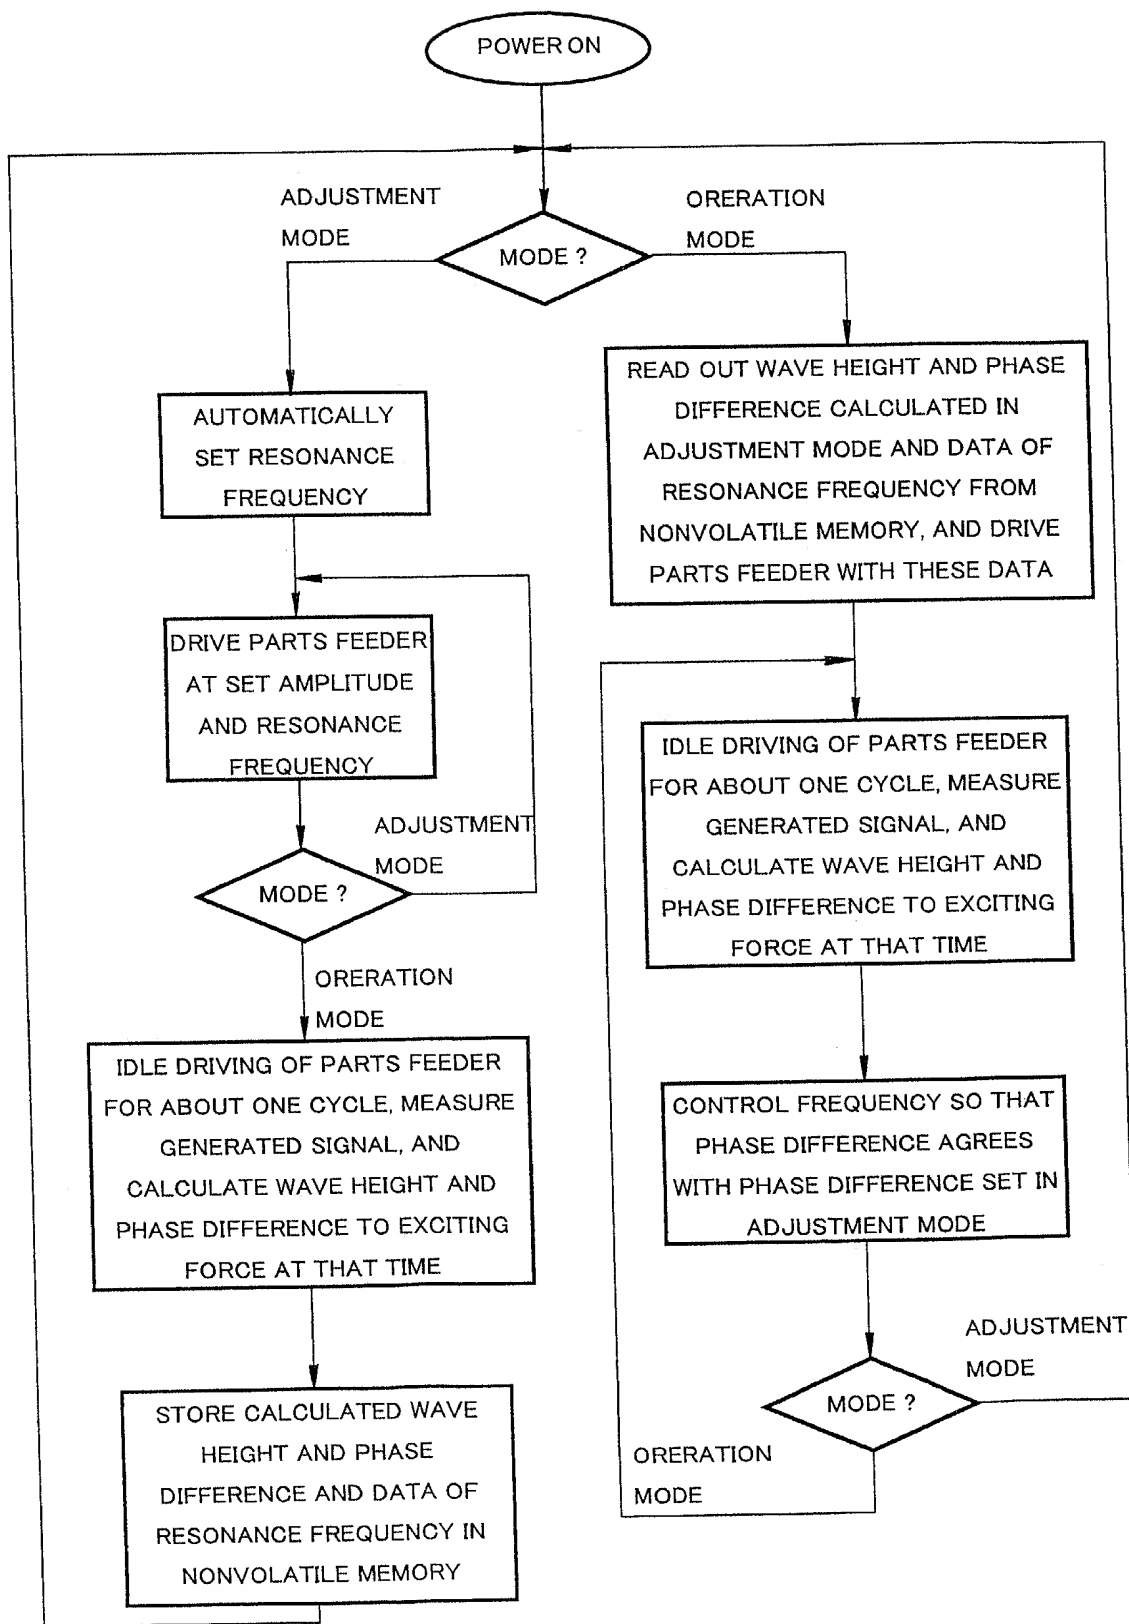 POWER ON
ADJUSTMENT
MODE
ORERATION
MODE
MODE ?
AUTOMATICALLY
SET RESONANCE
FREQUENCY
READ OUT WAVE HEIGHT AND PHASE
DIFFERENCE CALCULATED IN
ADJUSTMENT MODE AND DATA OF
RESONANCE FREQUENCY FROM
NONVOLATILE MEMORY, AND DRIVE
PARTS FEEDER WITH THESE DATA
DRIVE PARTS FEEDER
AT SET AMPLITUDE
AND RESONANCE
FREQUENCY
ADJUSTMENT
MODE
MODE ?
ORERATION
MODE
IDLE DRIVING OF PARTS FEEDER
FOR ABOUT ONE CYCLE, MEASURE
GENERATED SIGNAL, AND
CALCULATE WAVE HEIGHT AND
PHASE DIFFERENCE TO EXCITING
FORCE AT THAT TIME
STORE CALCULATED WAVE
HEIGHT AND PHASE
DIFFERENCE AND DATA OF
RESONANCE FREQUENCY IN
NONVOLATILE MEMORY
IDLE DRIVING OF PARTS FEEDER
FOR ABOUT ONE CYCLE, MEASURE
GENERATED SIGNAL, AND
CALCULATE WAVE HEIGHT AND
PHASE DIFFERENCE TO EXCITING
FORCE AT THAT TIME
CONTROL FREQUENCY SO THAT
PHASE DIFFERENCE AGREES
WITH PHASE DIFFERENCE SET IN
ADJUSTMENT MODE
ADJUSTMENT
MODE
MODE ?
ORERATION
MODE